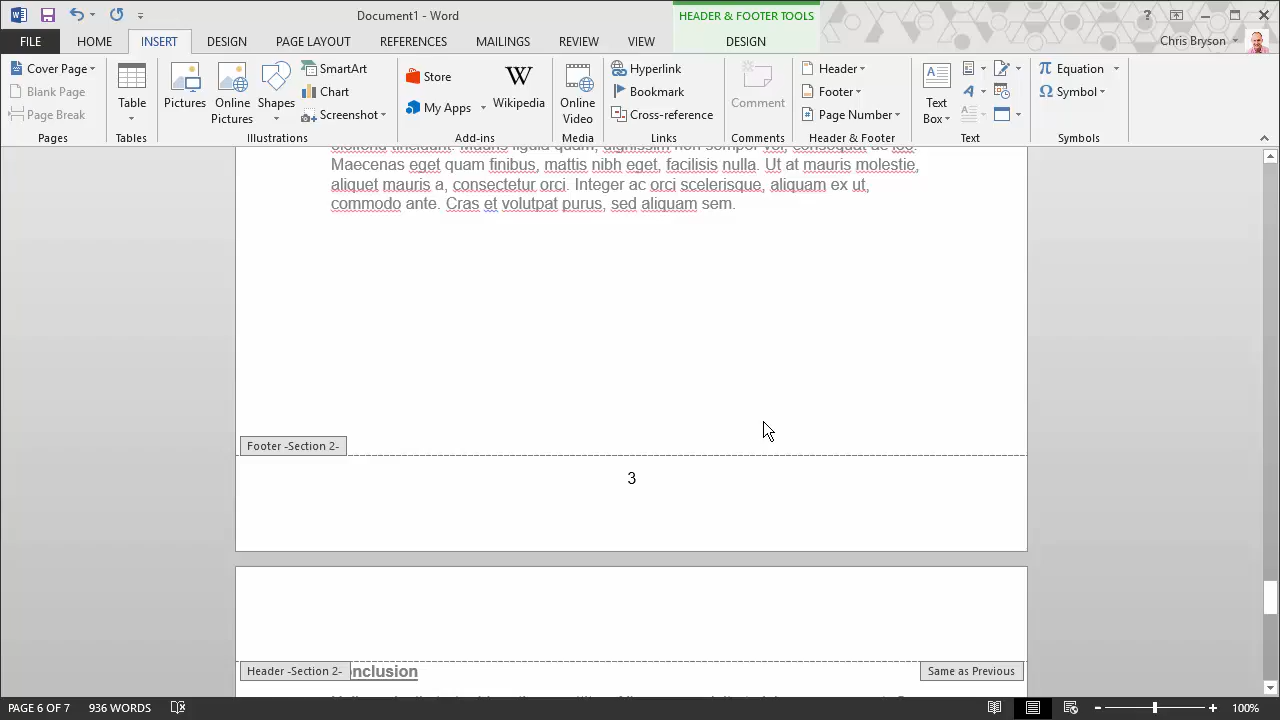 Document1 - Word
HEADER & FOOTER TOOLS
?
FILE HOME INSERT DESIGN PAGE LAYOUT REFERENCES MAILINGS REVIEW VIEW DESIGN Chris Bryson
Cover Page
Blank Page
Page Break
Pages
Table
Tables
Pictures
Online Pictures
Shapes
SmartArt
Chart
Screenshot
Illustrations
Store
My Apps
W
Wikipedia
Add-ins
Online Video
Media
Hyperlink
Bookmark
Cross-reference
Links
Comment
Comments
Header
Footer
Page Number
Header & Footer
Text Box
Text
Equation
Symbol
Symbols
Maecenas eget quam finibus, mattis nibh eget, facilisis nulla. Ut at mauris molestie,
aliquet mauris a, consectetur orci. Integer ac orci scelerisque, aliquam ex ut,
commodo ante. Cras et volutpat purus, sed aliquam sem.
Footer -Section 2-
3
Header -Section 2-
nclusion
Same as Previous
PAGE 6 OF 7 936 WORDS 100%